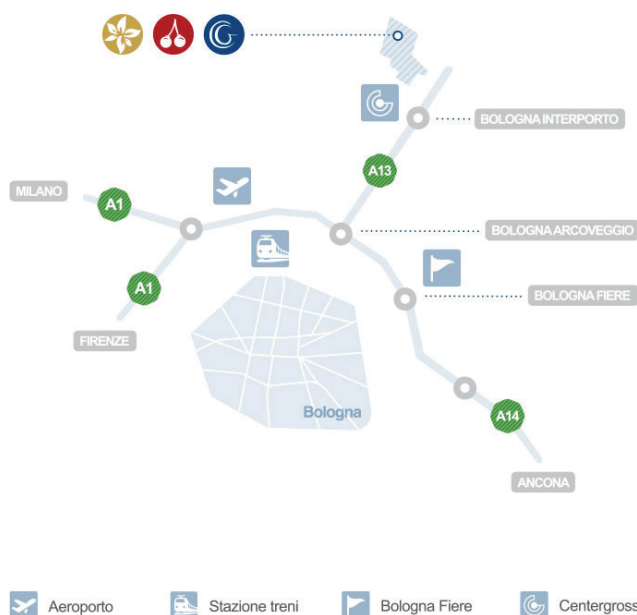 BOLOGNA INTERPORTO
A13
MILANO
A1
BOLOGNA ARCOVEGGIO
A1
BOLOGNA FIERE
FIRENZE
Bologna
A14
ANCONA
Aeroporto
Stazione treni
Bologna Fiere
Centergross